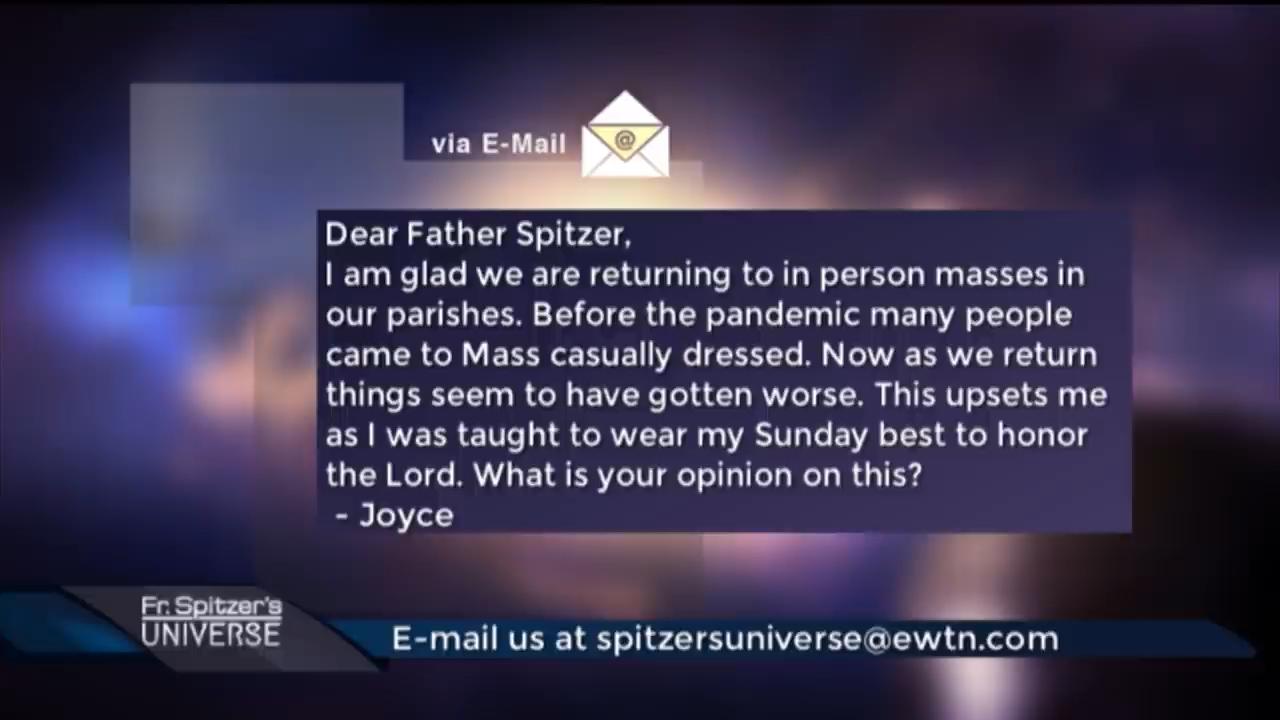 via E-Mail
@
Dear Father Spitzer,
I am glad we are returning to in person masses in
our parishes. Before the pandemic many people
came to Mass casually dressed. Now as we return
things seem to have gotten worse. This upsets me
as I was taught to wear my Sunday best to honor
the Lord. What is your opinion on this?
- Joyce
Fr. Spitzer's
UNIVERSE
E-mail us at spitzersuniverse@ewtn.com